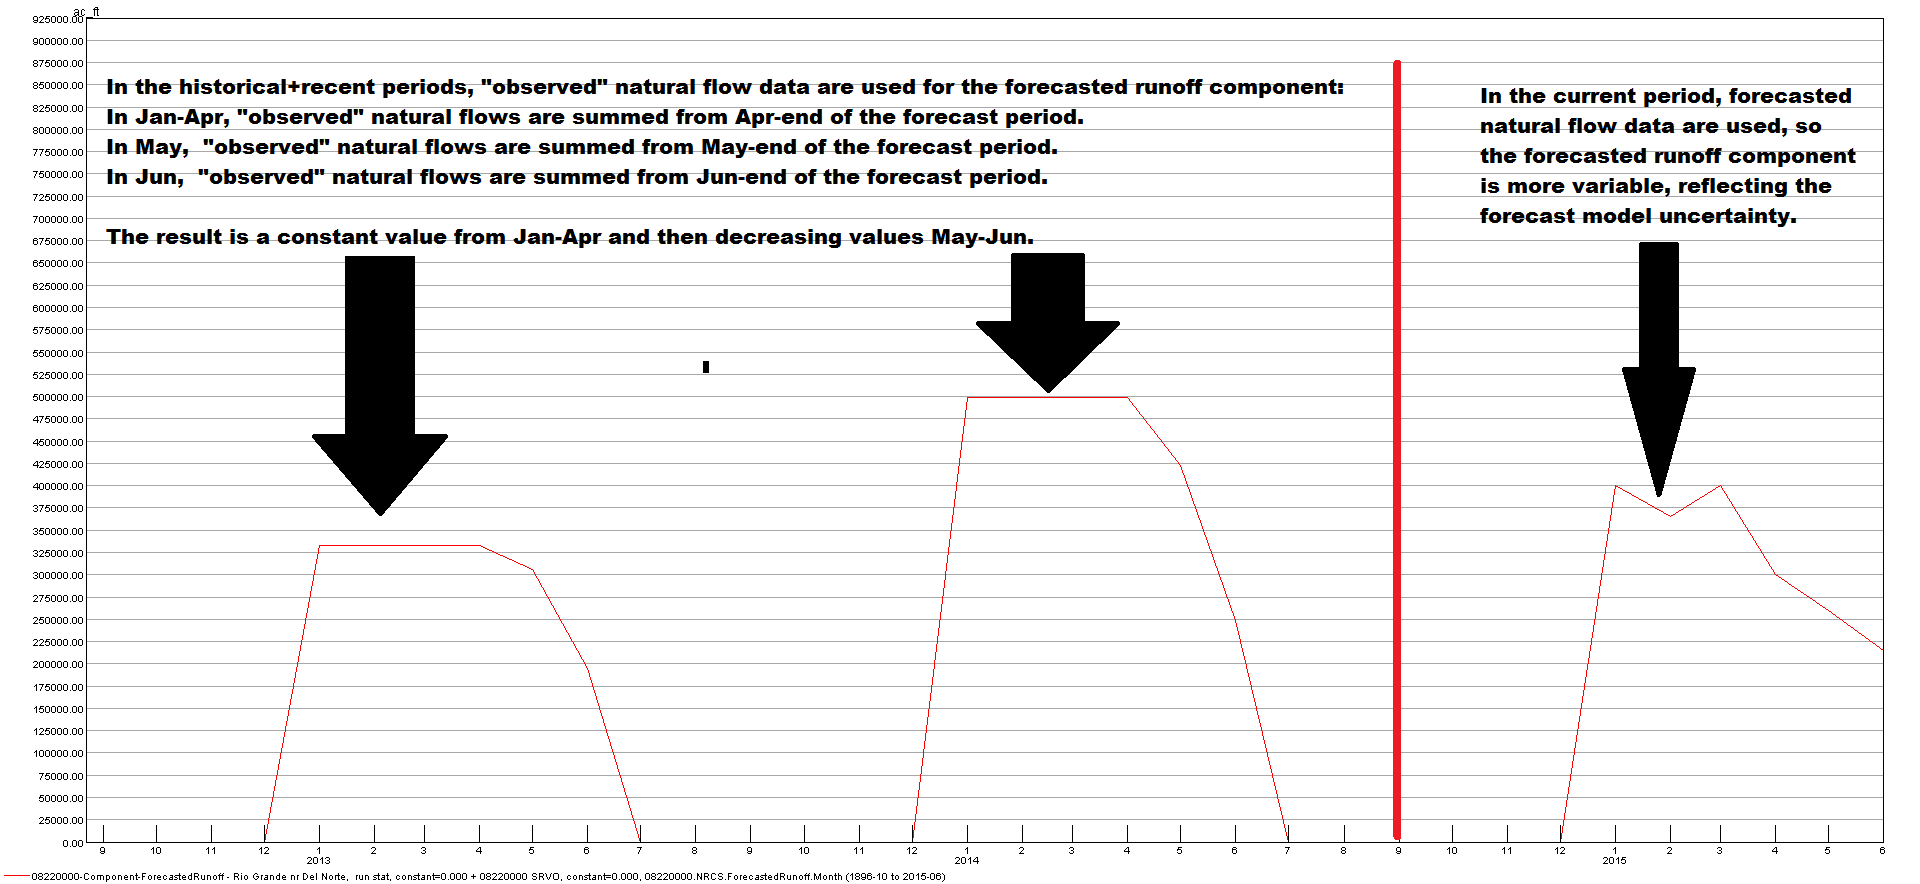 ac_ft
925000.00
900000.00
875000.00
850000.00
825000.00
800000.00
775000.00
750000.00
725000.00
700000.00
675000.00
650000.00
625000.00
600000.00
575000.00
550000.00
525000.00
500000.00
475000.00
450000.00
425000.00
400000.00
375000.00
350000.00
325000.00
300000.00
275000.00
250000.00
225000.00
200000.00
175000.00
150000.00
125000.00
100000.00
75000.00
50000.00
25000.00
0.00
In the historical+recent periods, "observed" natural flow data are used for the forecasted runoff component:
In Jan-Apr, "observed" natural flows are summed from Apr-end of the forecast period.
In May,  "observed" natural flows are summed from May-end of the forecast period.
In Jun,  "observed" natural flows are summed from Jun-end of the forecast period.
The result is a constant value from Jan-Apr and then decreasing values May-Jun.
In the current period, forecasted
natural flow data are used, so
the forecasted runoff component
is more variable, reflecting the
forecast model uncertainty.
9 10 11 12 1 2 3 4 5 6 7 8 9 10 11 12 1 2 3 4 5 6 7 8 9 10 11 12 1 2 3 4 5 6
2013 2014 2015
08220000-Component-ForecastedRunoff - Rio Grande nr Del Norte,  run stat, constant=0.000 + 08220000 SRVO, constant=0.000, 08220000.NRCS.ForecastedRunoff.Month (1896-10 to 2015-06)